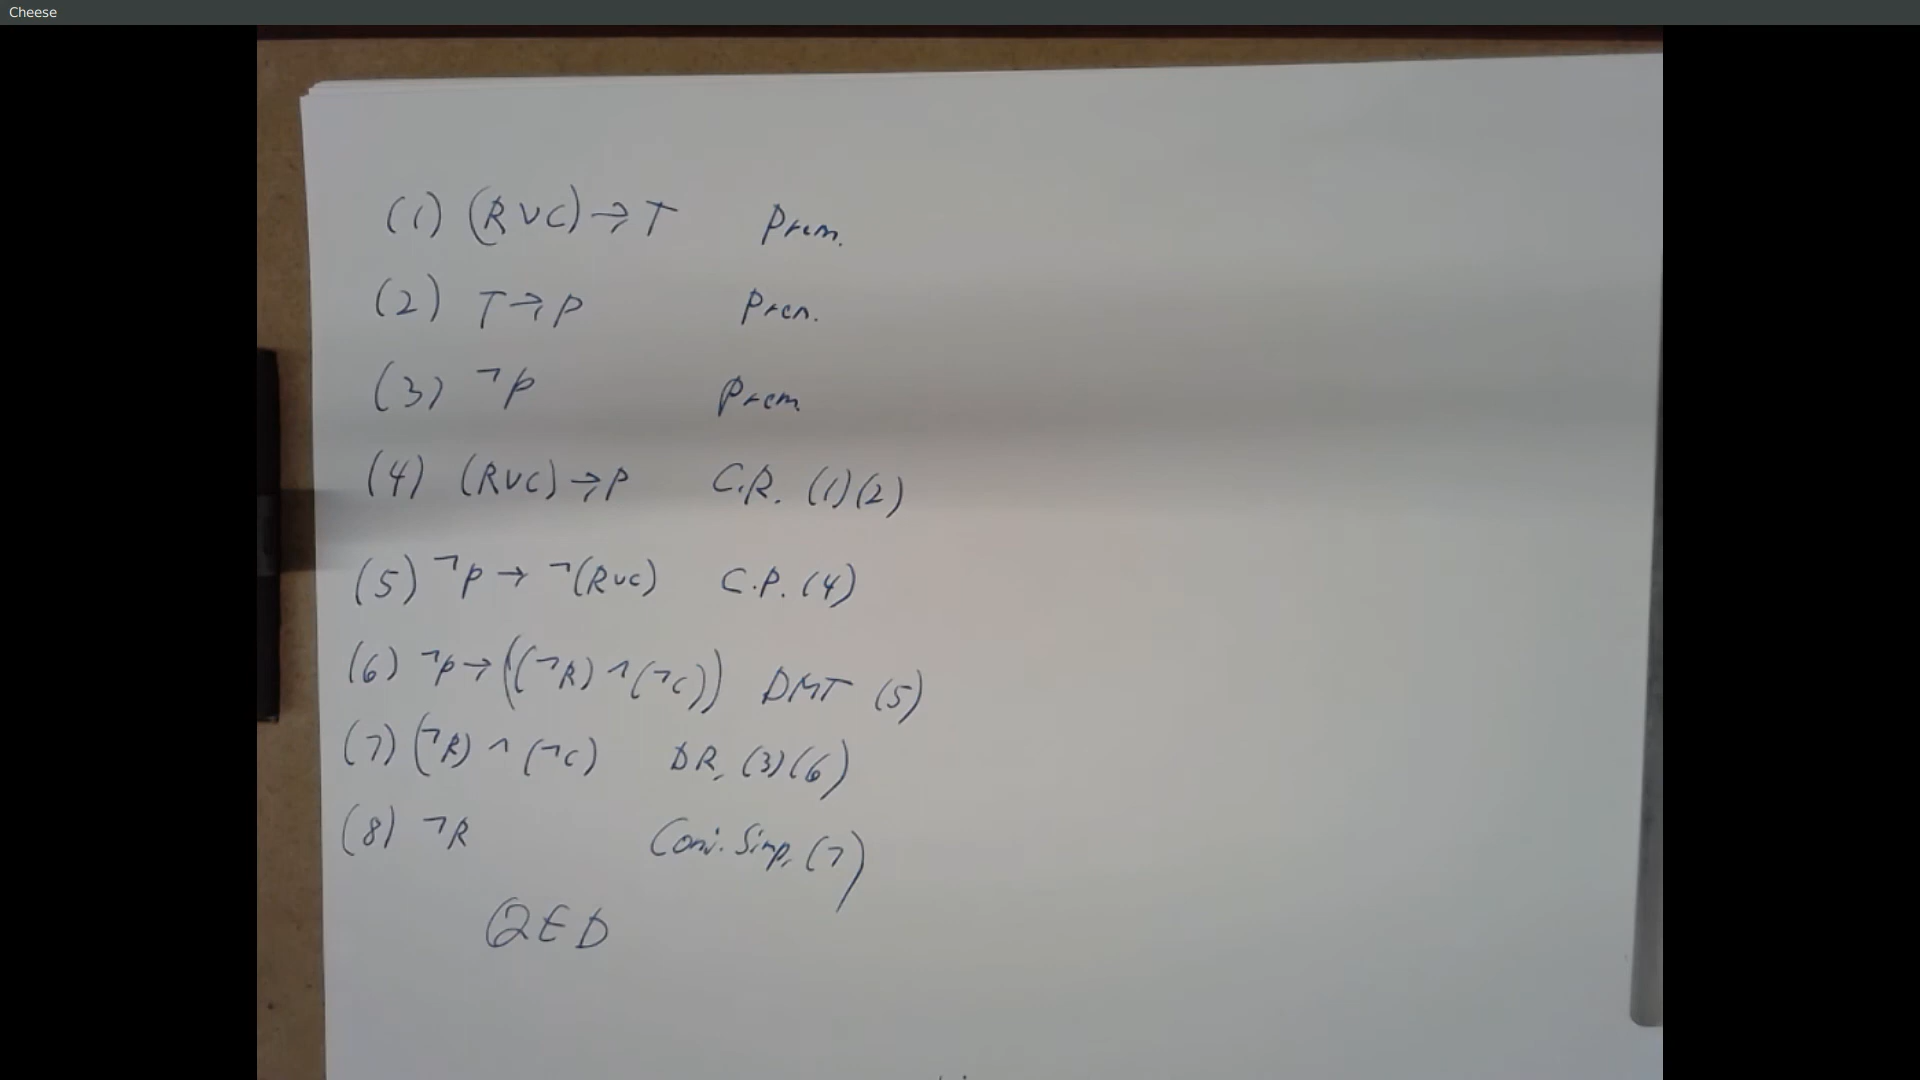 Cheese
(1) (R∨C)→T Prem.
(2) T→P Prem.
(3) ¬P Prem.
(4) (R∨C)→P C.R. (1)(2)
(5) ¬P→¬(R∨C) C.P. (4)
(6) ¬P→((¬R)∧(¬C)) DMT (5)
(7) (¬R)∧(¬C) DR, (3)(6)
(8) ¬R Conj. Simp, (7)
QED